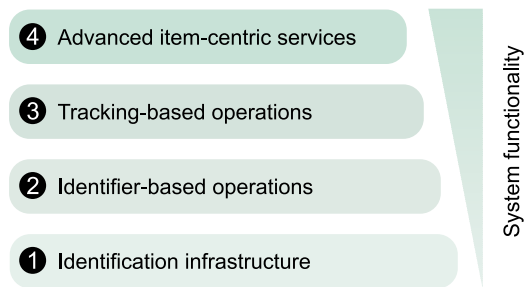 4 Advanced item-centric services
3 Tracking-based operations
2 Identifier-based operations
1 Identification infrastructure
System functionality